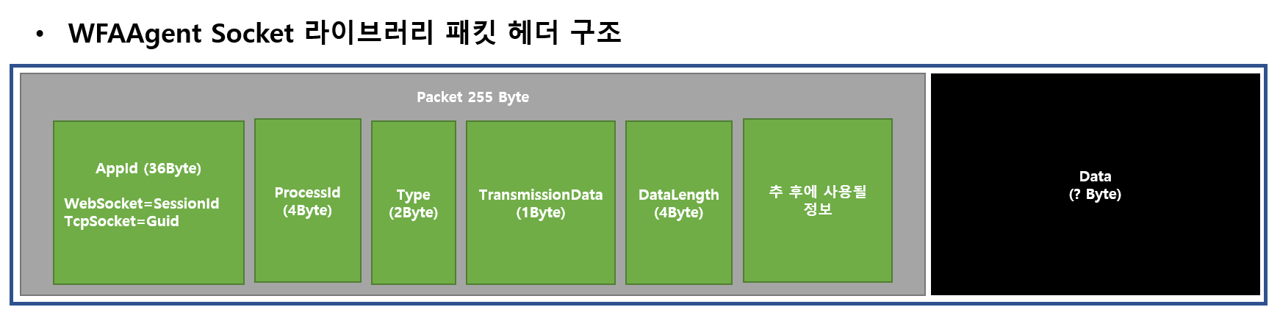 • WFAAgent Socket 라이브러리 패킷 헤더 구조
Packet 255 Byte
AppId (36Byte)
WebSocket=SessionId
TcpSocket=Guid
ProcessId
(4Byte)
Type
(2Byte)
TransmissionData
(1Byte)
DataLength
(4Byte)
추 후에 사용될
정보
Data
(? Byte)